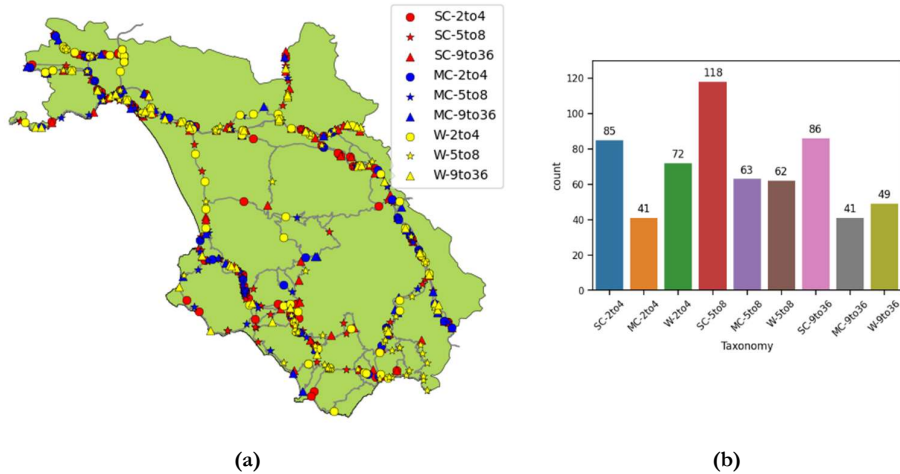 SC-2to4
SC-5to8
SC-9to36
MC-2to4
MC-5to8
MC-9to36
W-2to4
W-5to8
W-9to36
(a)
120
100
80
60
40
20
0
count
85
41
72
118
63
62
86
41
49
SC-2to4
MC-2to4
W-2to4
SC-5to8
MC-5to8
W-5to8
SC-9to36
MC-9to36
W-9to36
Taxonomy
(b)